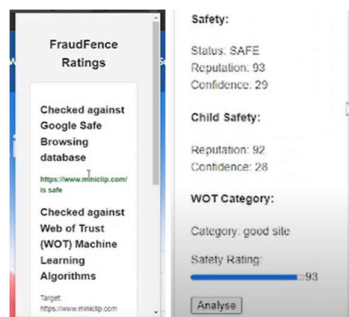 FraudFence
Ratings
Checked against
Google Safe
Browsing
database
https://www.miniclip.com/
is safe
Checked against
Web of Trust
(WOT) Machine
Learning
Algorithms
Target:
https://www.miniclip.com
Safety:
Status: SAFE
Reputation: 93
Confidence: 29
Child Safety:
Reputation: 92
Confidence: 28
WOT Category:
Category: good site
Safety Rating:
93
Analyse